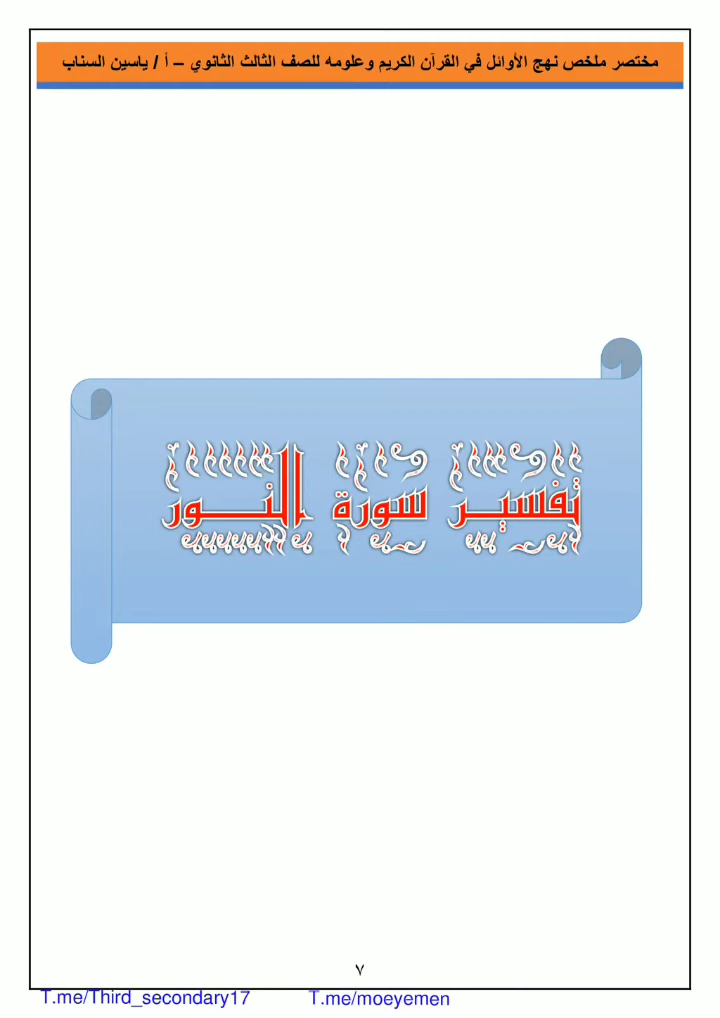 مختصر ملخص نهج الأوائل في القرآن الكريم وعلومه للصف الثالث الثانوي – أ / ياسين السناب
تفسير سورة النور
٧
T.me/Third_secondary17 T.me/moeyemen